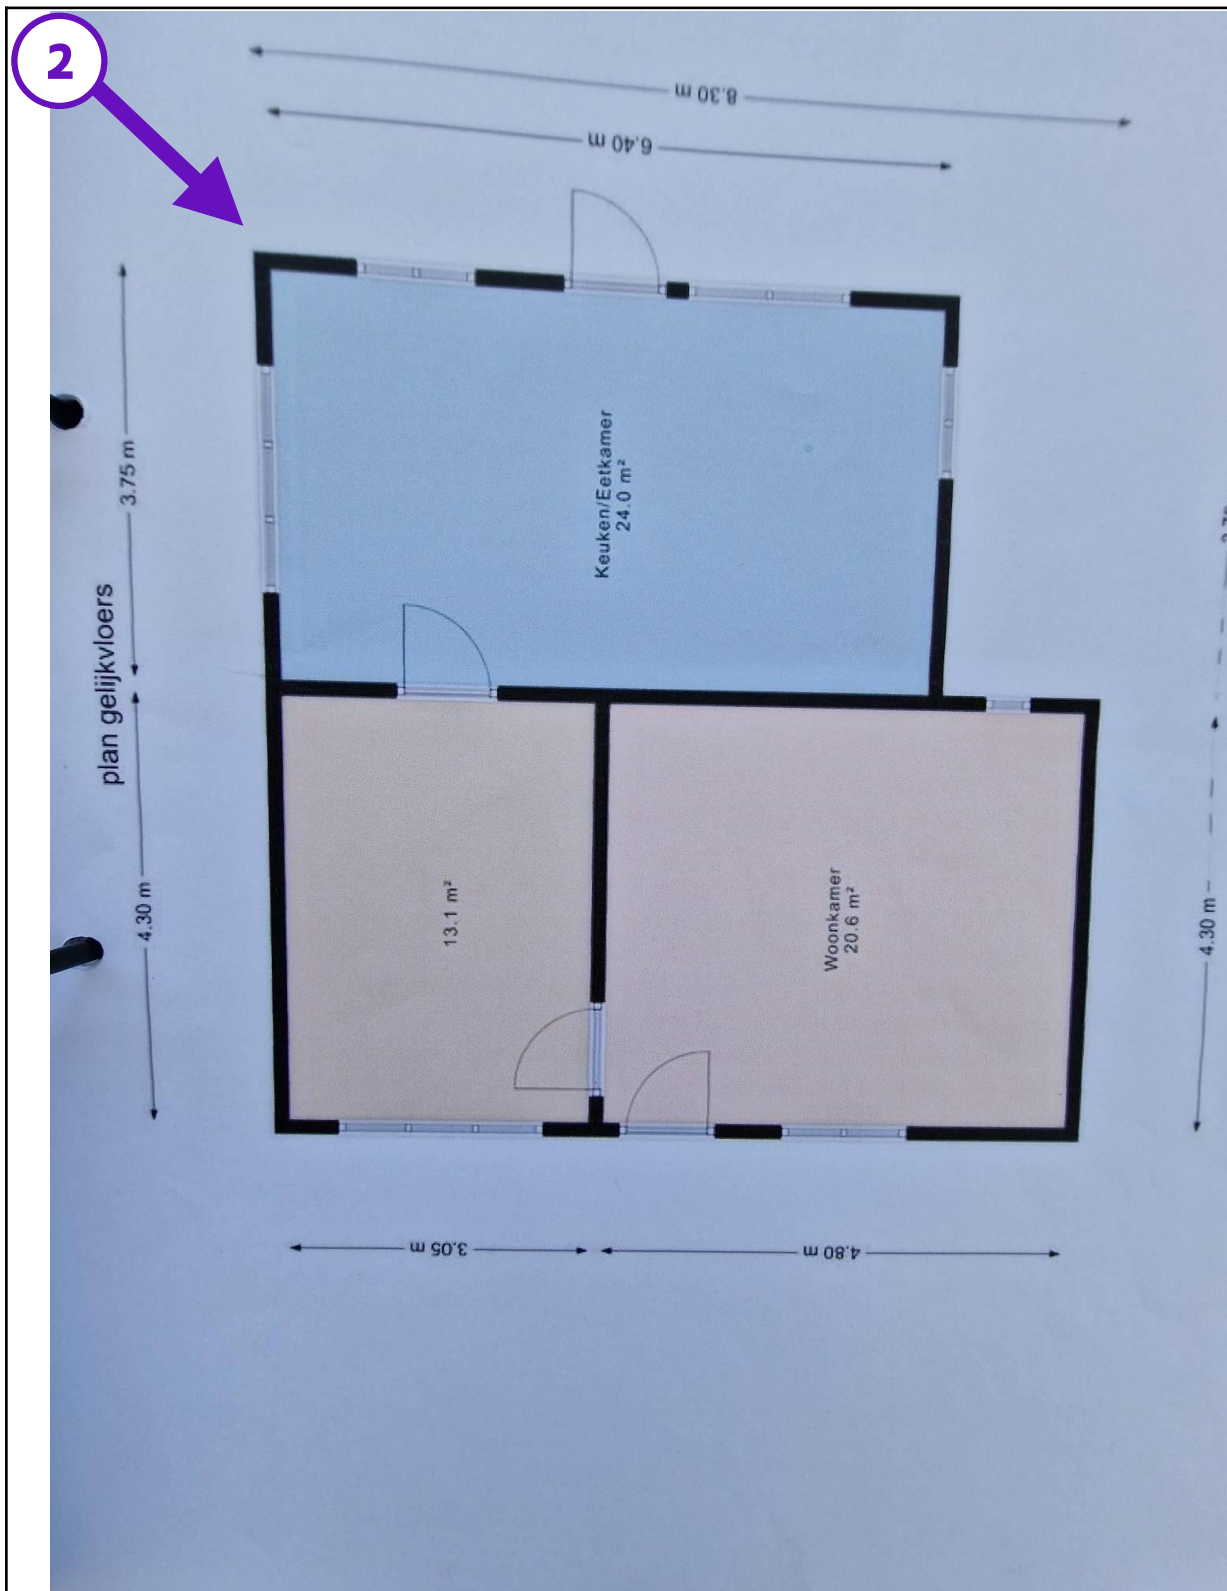 2
8.30 m
6.40 m
plan gelijkvloers
3.75 m
4.30 m
Keuken/Eetkamer
24.0 m²
13.1 m²
Woonkamer
20.6 m²
4.30 m
3.05 m
4.80 m